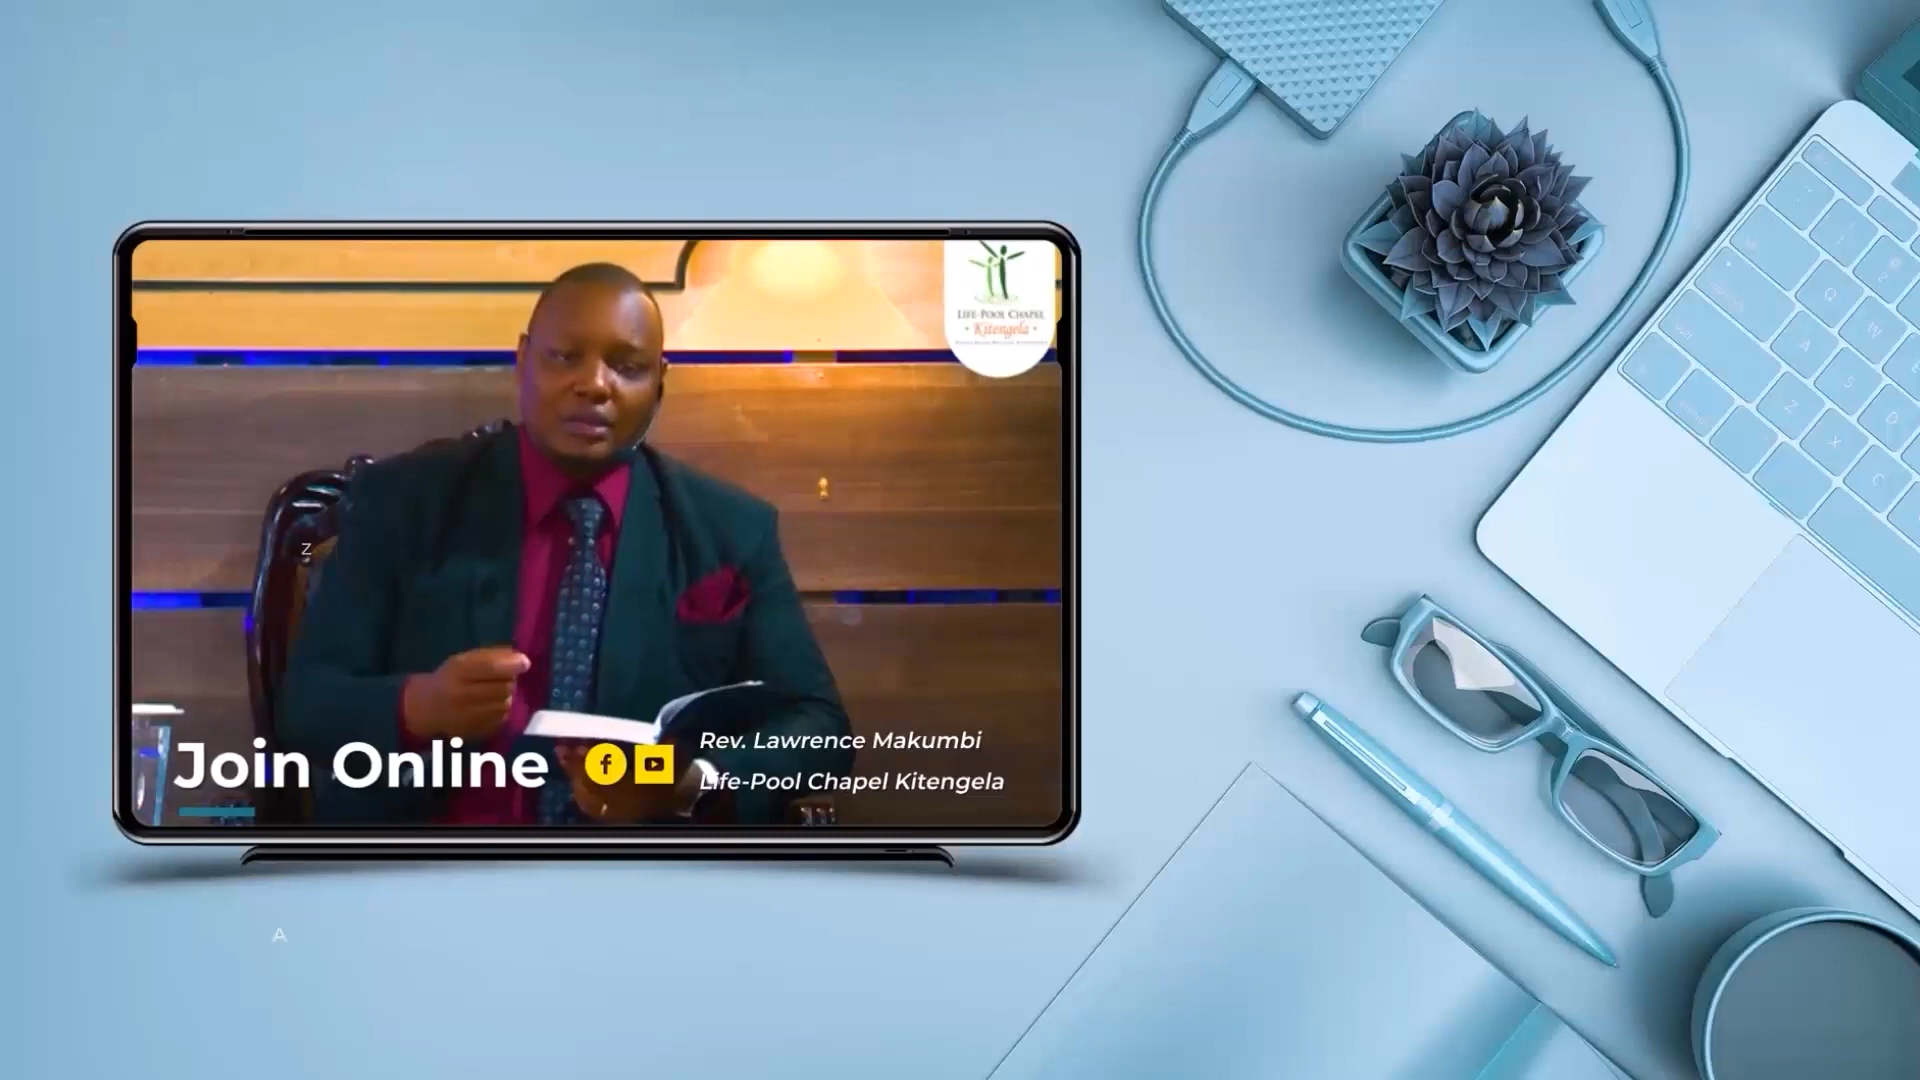 LIFE-POOL CHAPEL
Kitengela
Z
Join Online
Rev. Lawrence Makumbi
Life-Pool Chapel Kitengela
A
Q
W
A
S
D
Z
X
C